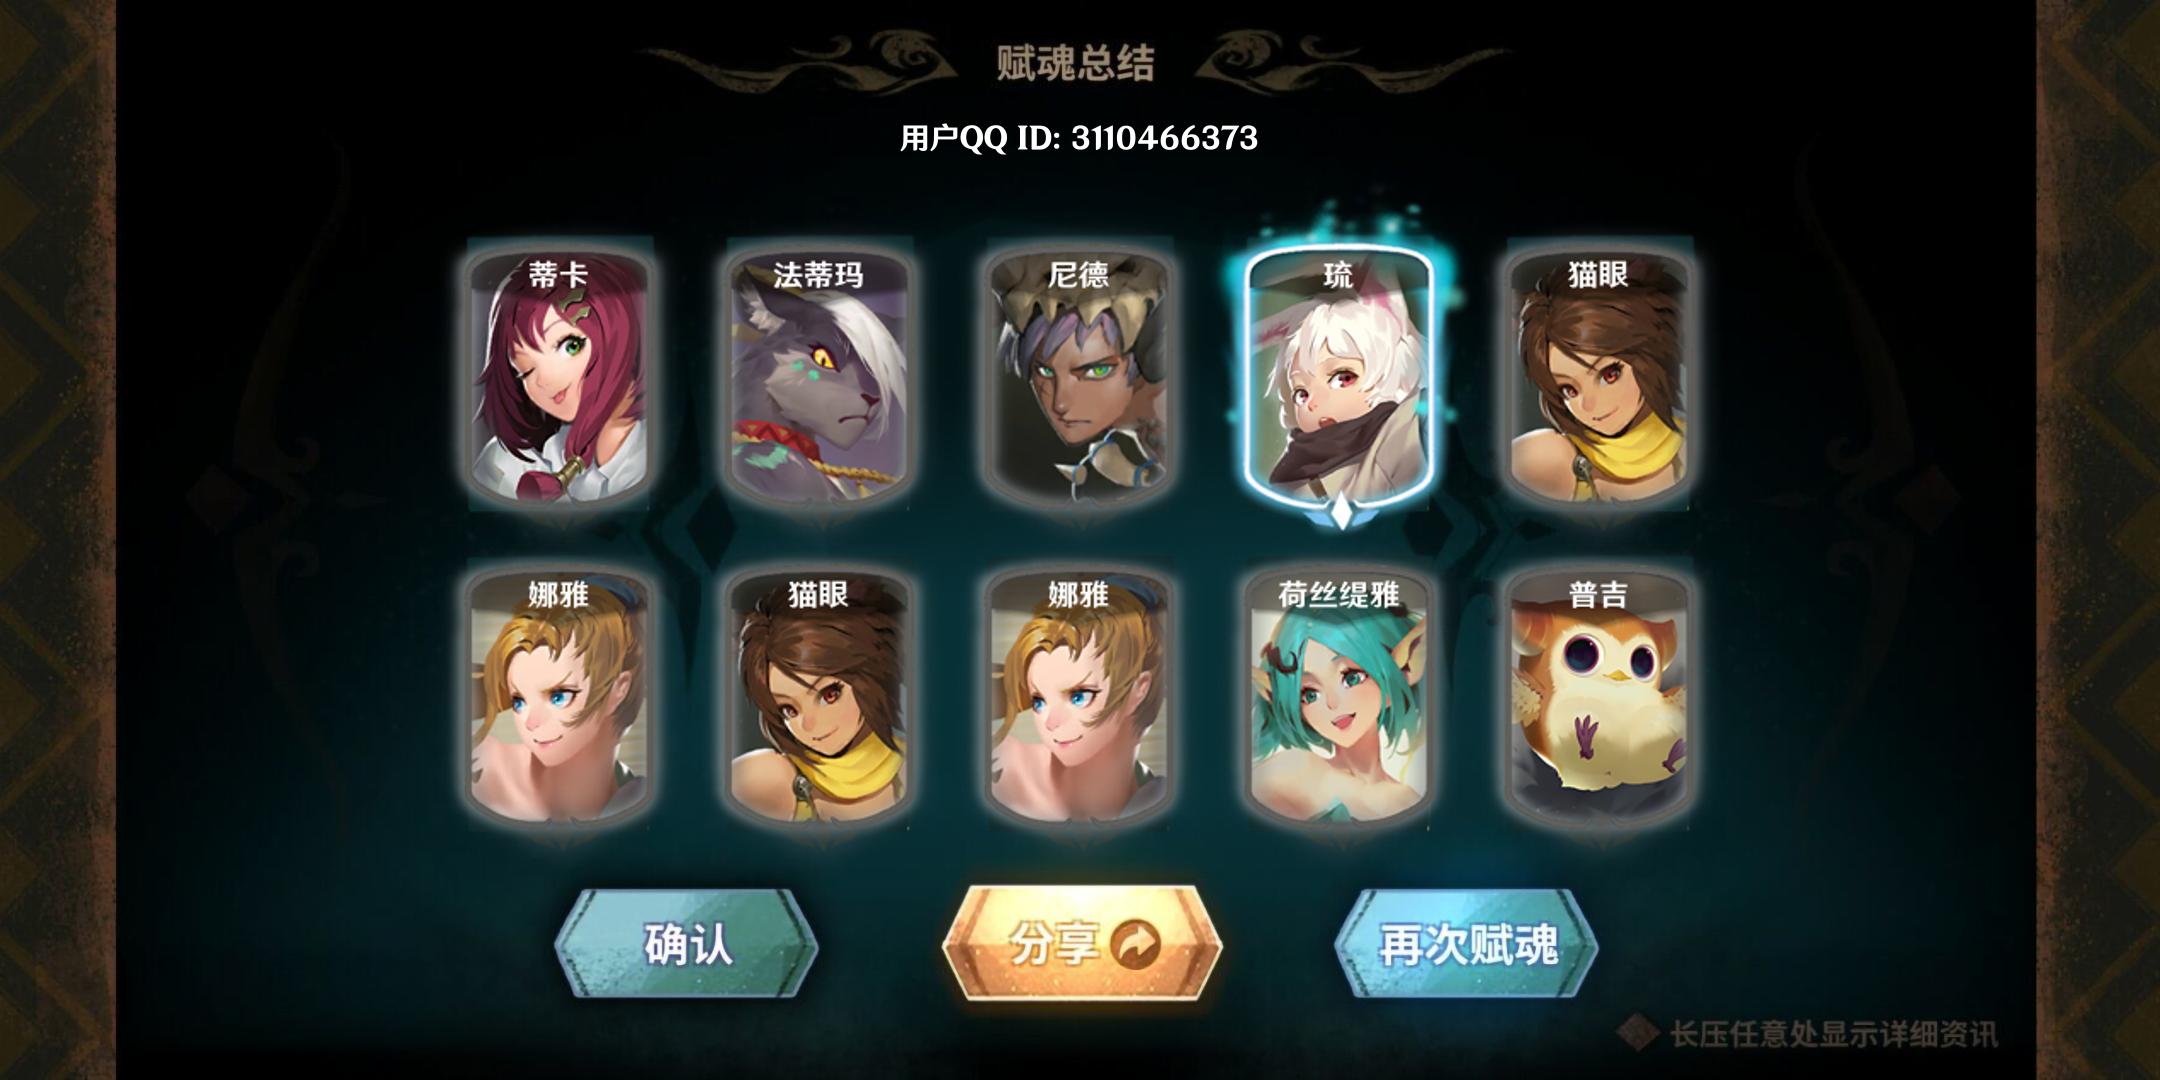 赋魂总结
用户QQ ID: 3110466373
蒂卡
法蒂玛
尼德
琉
猫眼
娜雅
猫眼
娜雅
荷丝缇雅
普吉
确认
分享
再次赋魂
长压任意处显示详细资讯